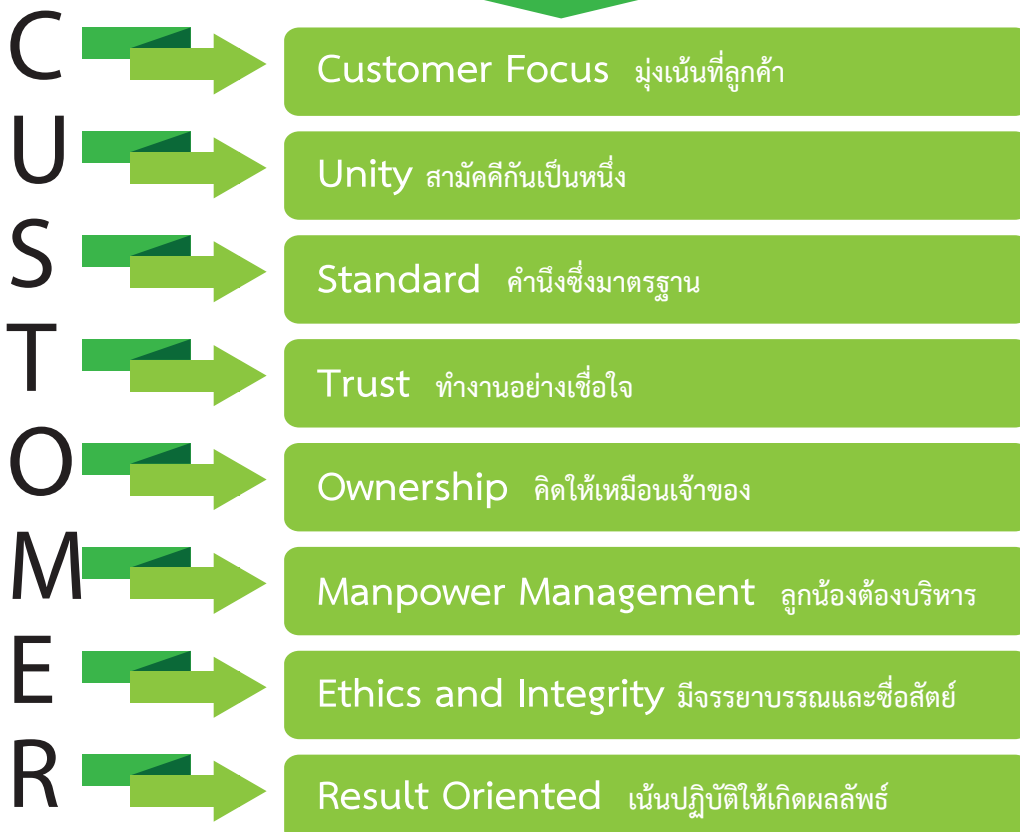 C
Customer Focus มุ่งเน้นที่ลูกค้า
U
Unity สามัคคีกันเป็นหนึ่ง
S
Standard คำนึงซึ่งมาตรฐาน
T
Trust ทำงานอย่างเชื่อใจ
O
Ownership คิดให้เหมือนเจ้าของ
M
Manpower Management ลูกน้องต้องบริหาร
E
Ethics and Integrity มีจรรยาบรรณและซื่อสัตย์
R
Result Oriented เน้นปฏิบัติให้เกิดผลลัพธ์